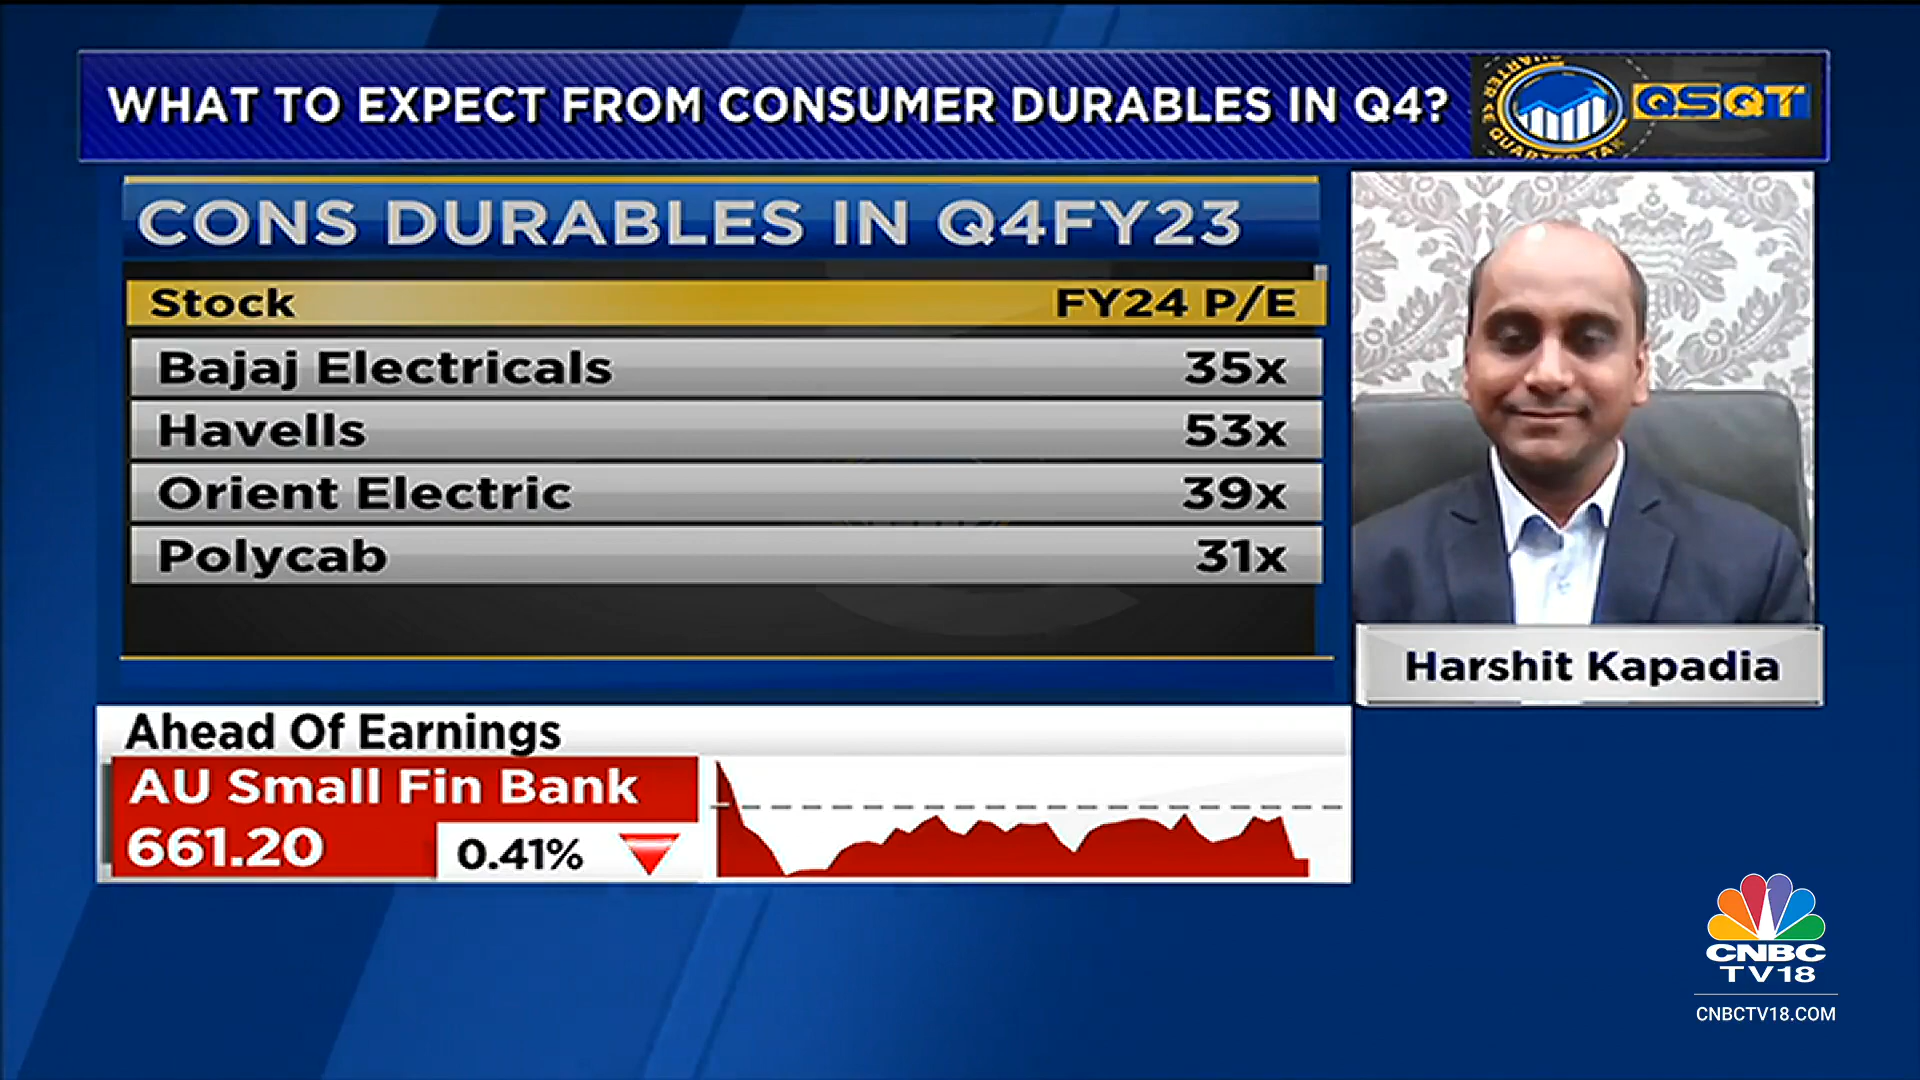 WHAT TO EXPECT FROM CONSUMER DURABLES IN Q4?
QSQT
CONS DURABLES IN Q4FY23
Stock FY24 P/E
Bajaj Electricals 35x
Havells 53x
Orient Electric 39x
Polycab 31x
Harshit Kapadia
Ahead Of Earnings
AU Small Fin Bank
661.20 0.41%
CNBC
TV18
CNBCTV18.COM